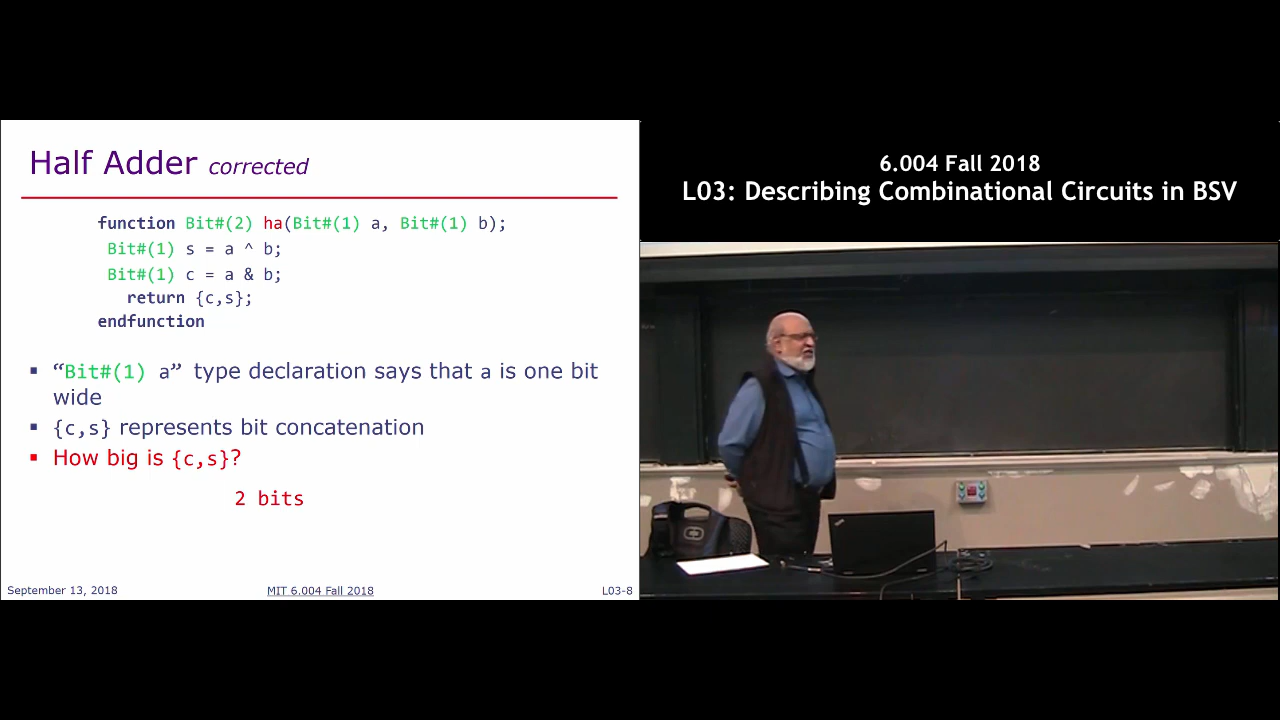 Half Adder corrected
function Bit#(2) ha(Bit#(1) a, Bit#(1) b);
Bit#(1) s = a ^ b;
Bit#(1) c = a & b;
return {c,s};
endfunction
▪ “Bit#(1) a” type declaration says that a is one bit
wide
▪ {c,s} represents bit concatenation
▪ How big is {c,s}?
2 bits
September 13, 2018
MIT 6.004 Fall 2018
L03-8
6.004 Fall 2018
L03: Describing Combinational Circuits in BSV